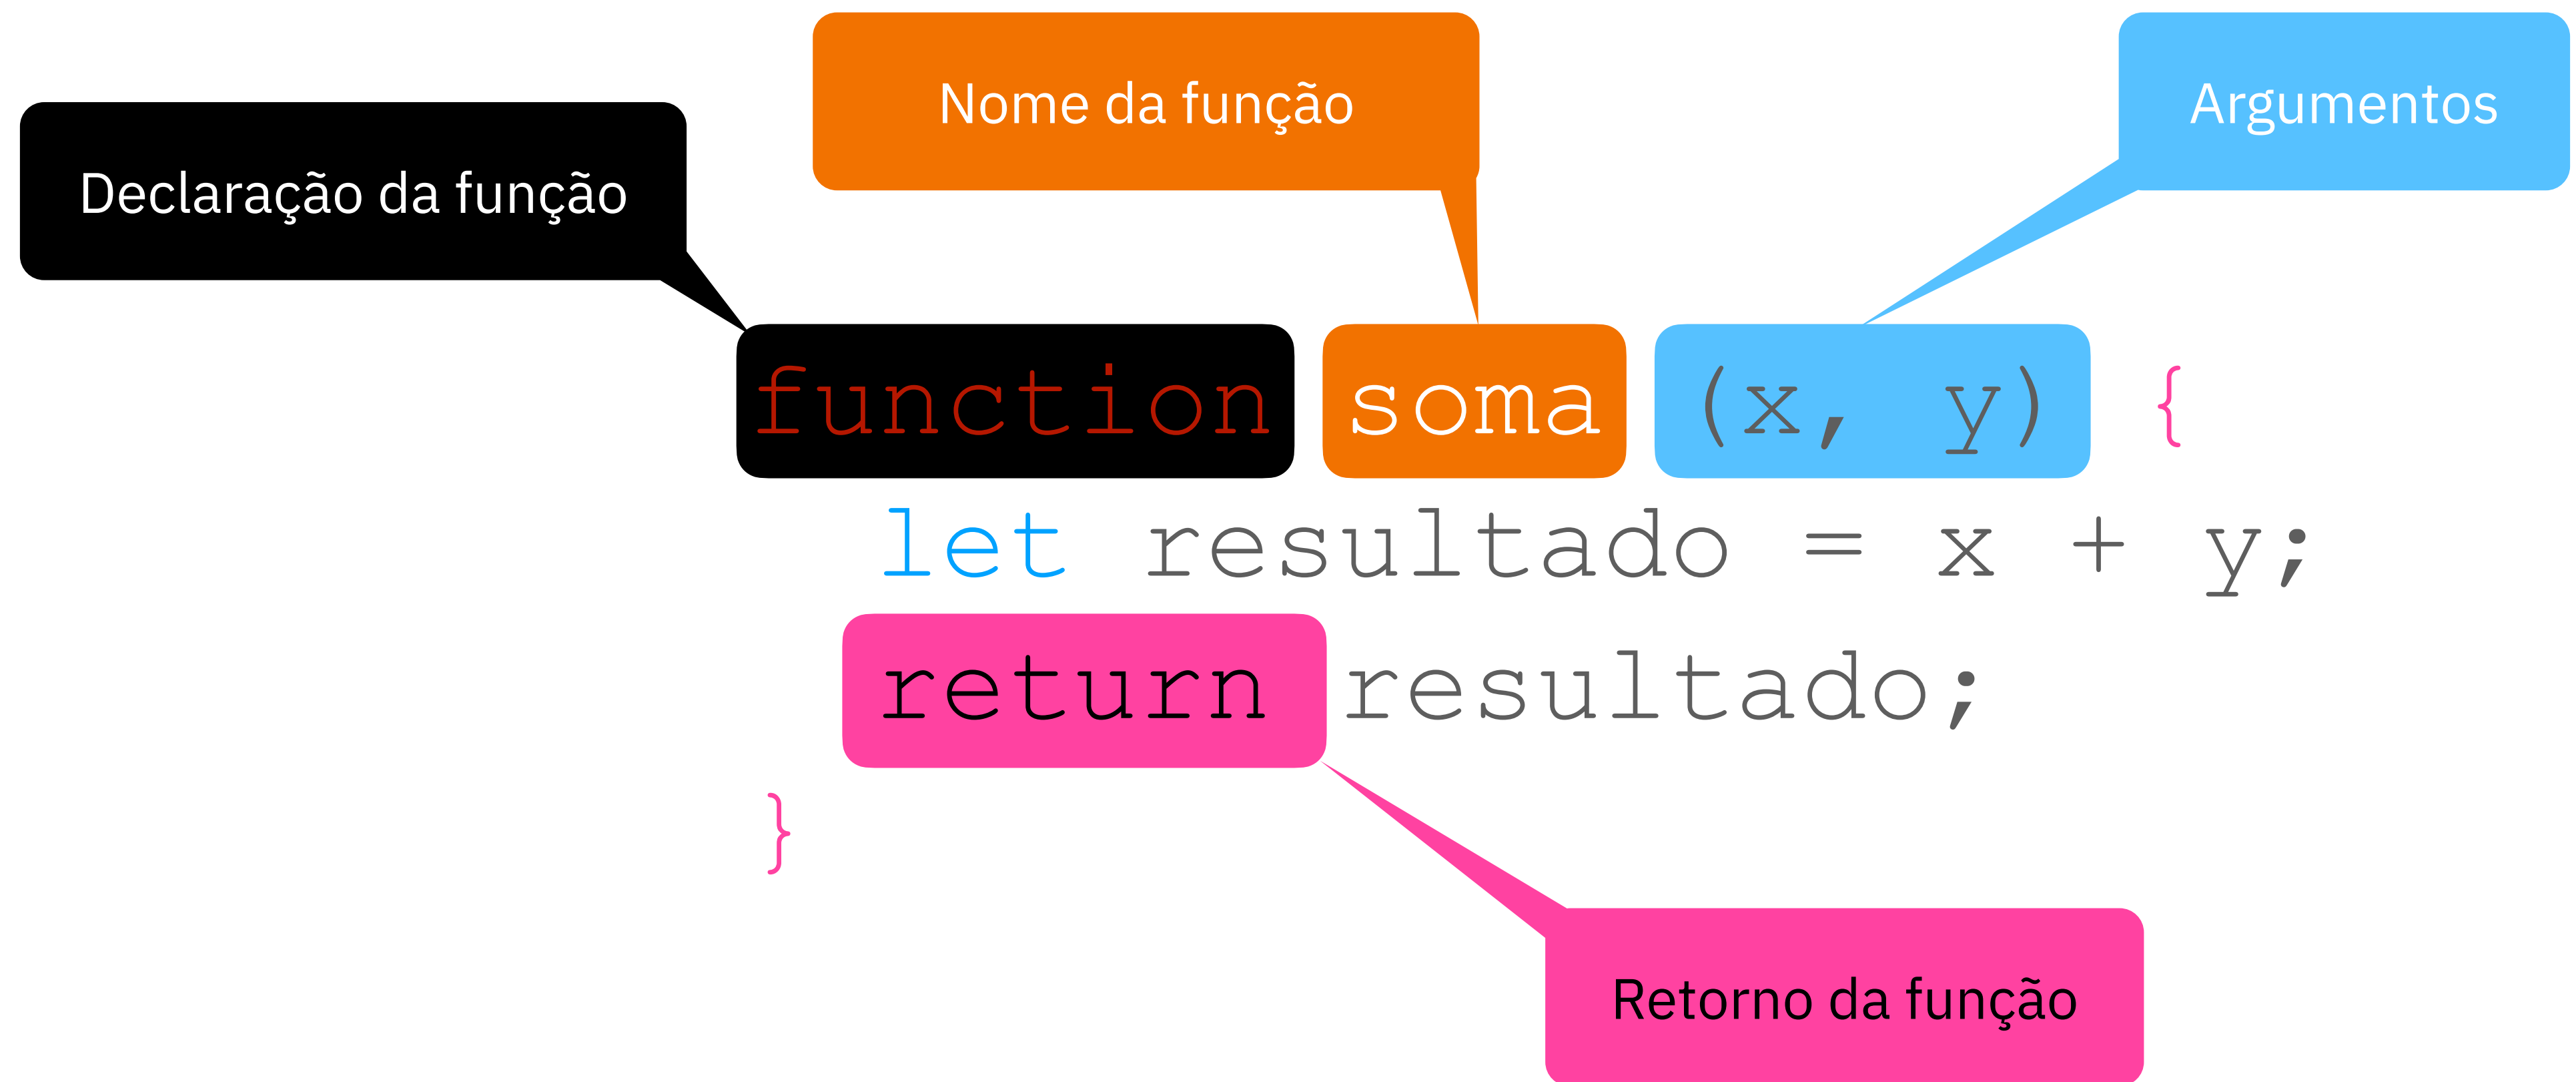 Nome da função
Argumentos
Declaração da função
function soma (x, y) {
let resultado = x + y;
return resultado;
}
Retorno da função